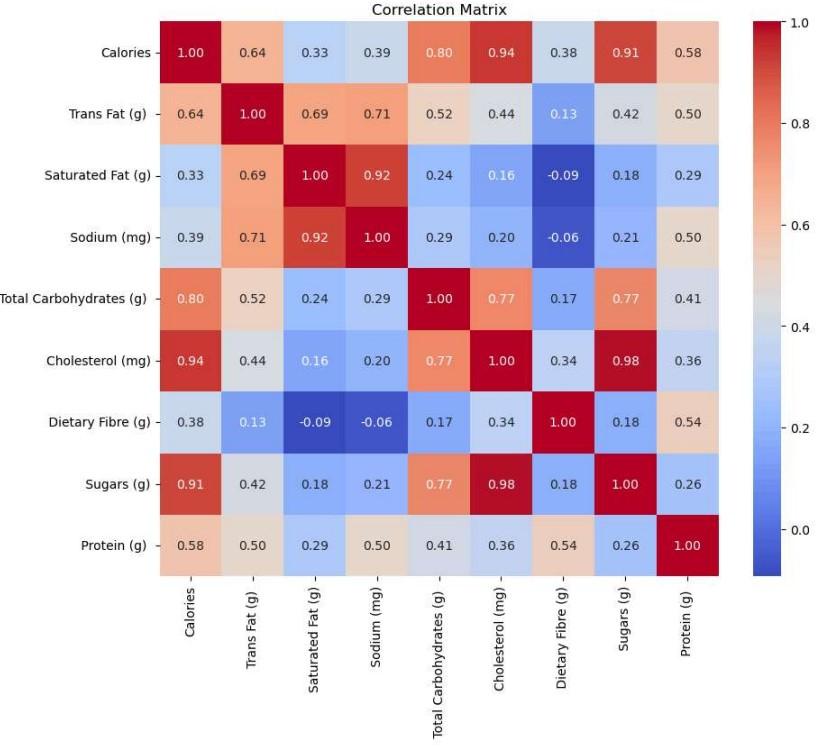 Correlation Matrix
Calories 1.00 0.64 0.33 0.39 0.80 0.94 0.38 0.91 0.58
Trans Fat (g) 0.64 1.00 0.69 0.71 0.52 0.44 0.13 0.42 0.50
Saturated Fat (g) 0.33 0.69 1.00 0.92 0.24 0.16 -0.09 0.18 0.29
Sodium (mg) 0.39 0.71 0.92 1.00 0.29 0.20 -0.06 0.21 0.50
Total Carbohydrates (g) 0.80 0.52 0.24 0.29 1.00 0.77 0.17 0.77 0.41
Cholesterol (mg) 0.94 0.44 0.16 0.20 0.77 1.00 0.34 0.98 0.36
Dietary Fibre (g) 0.38 0.13 -0.09 -0.06 0.17 0.34 1.00 0.18 0.54
Sugars (g) 0.91 0.42 0.18 0.21 0.77 0.98 0.18 1.00 0.26
Protein (g) 0.58 0.50 0.29 0.50 0.41 0.36 0.54 0.26 1.00
Calories
Trans Fat (g)
Saturated Fat (g)
Sodium (mg)
Total Carbohydrates (g)
Cholesterol (mg)
Dietary Fibre (g)
Sugars (g)
Protein (g)
1.0
0.8
0.6
0.4
0.2
0.0